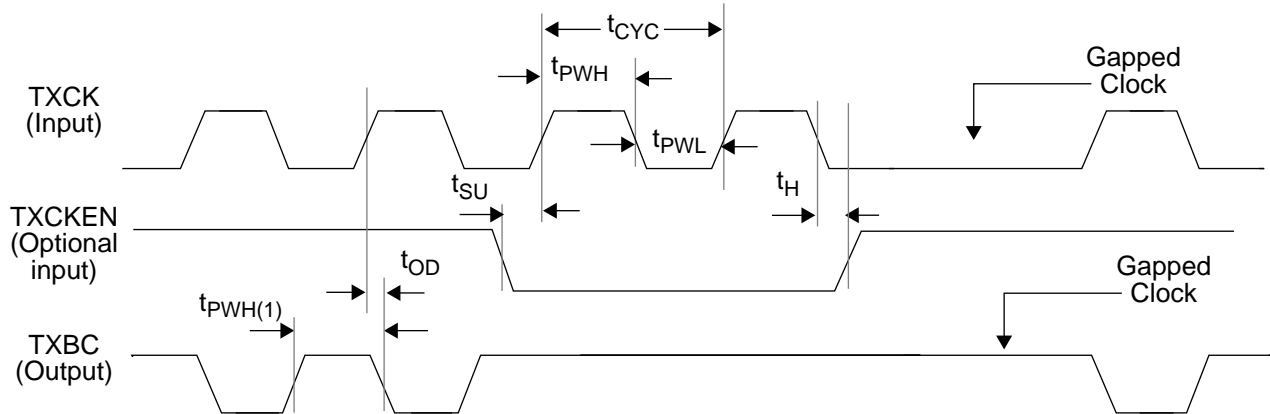 tCYC
tPWH
Gapped
Clock
TXCK
(Input)
tPWL
tSU
tH
TXCKEN
(Optional
input)
tOD
Gapped
Clock
tPWH(1)
TXBC
(Output)